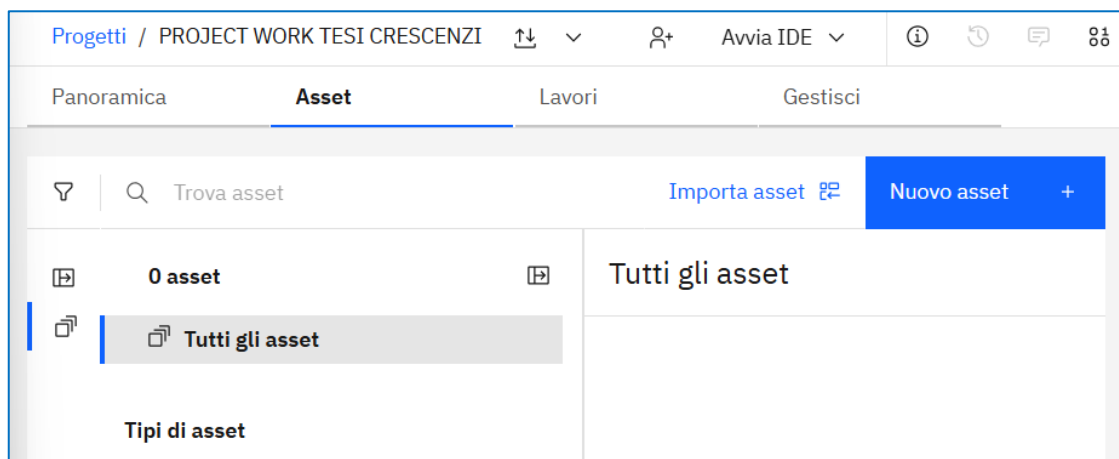 Progetti / PROJECT WORK TESI CRESCENZI Avvia IDE
Panoramica Asset Lavori Gestisci
Trova asset Importa asset Nuovo asset +
0 asset Tutti gli asset
Tutti gli asset
Tipi di asset